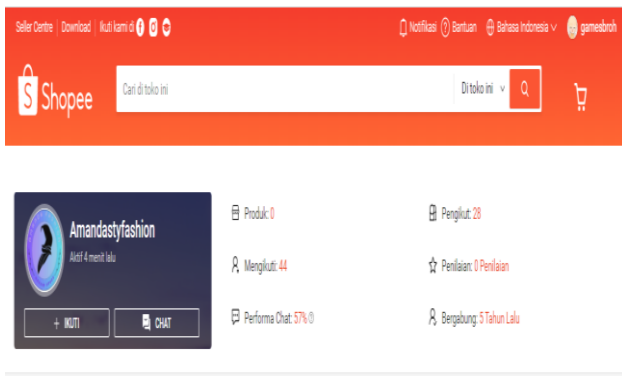 Seller Centre | Download | Ikuti kami di
Notifikasi Bantuan Bahasa Indonesia gamesbroh
Shopee
Cari di toko ini
Di toko ini
Amandastyfashion
Aktif 4 menit lalu
+ IKUTI
CHAT
Produk: 0
Pengikut: 28
Mengikuti: 44
Penilaian: 0 Penilaian
Performa Chat: 57%
Bergabung: 5 Tahun Lalu